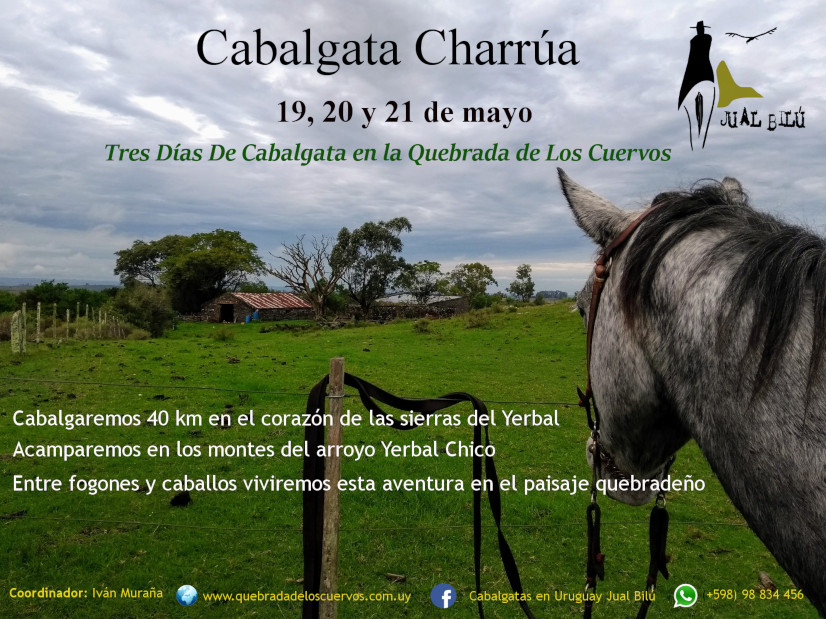 Cabalgata Charrúa
19, 20 y 21 de mayo
JUAL BILÚ
Tres Días De Cabalgata en la Quebrada de Los Cuervos
Cabalgaremos 40 km en el corazón de las sierras del Yerbal
Acamparemos en los montes del arroyo Yerbal Chico
Entre fogones y caballos viviremos esta aventura en el paisaje quebradeño
Coordinador: Iván Muraña
www.quebradadeloscuervos.com.uy
Cabalgatas en Uruguay Jual Bilú
+598) 98 834 456